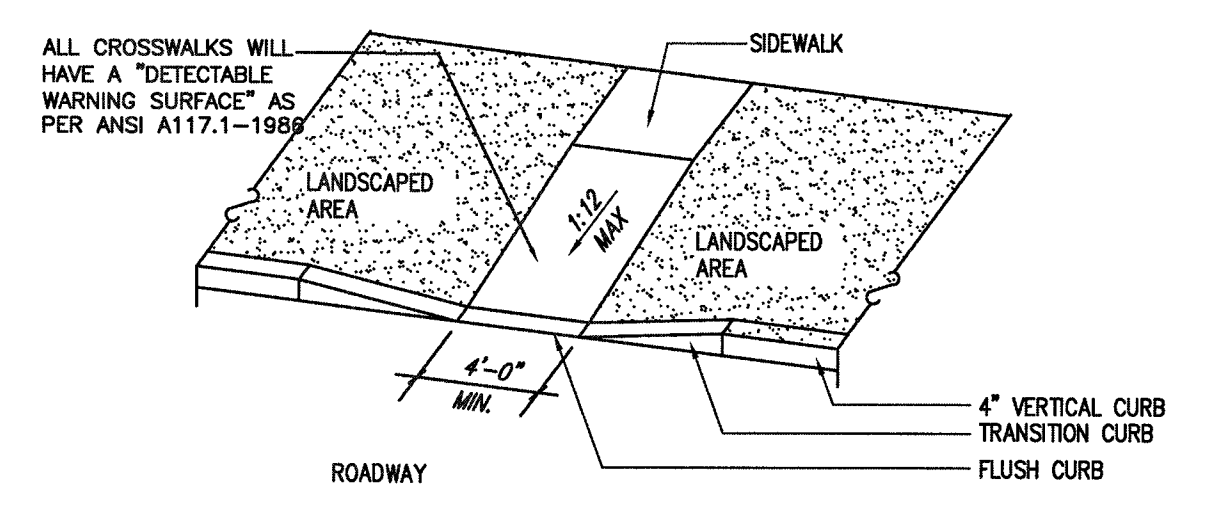 ALL CROSSWALKS WILL
HAVE A "DETECTABLE
WARNING SURFACE" AS
PER ANSI A117.1-1986
SIDEWALK
LANDSCAPED
AREA
1:12
MAX
LANDSCAPED
AREA
4'-0"
MIN.
4" VERTICAL CURB
TRANSITION CURB
FLUSH CURB
ROADWAY